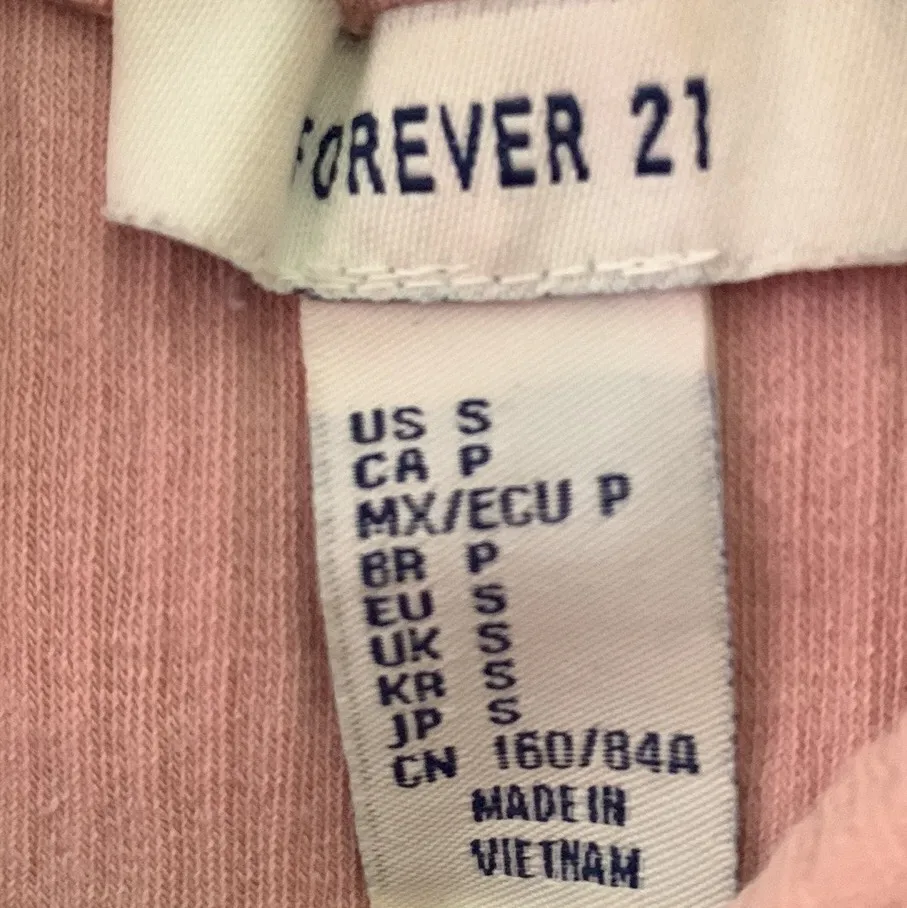 FOREVER 21
US S
CA P
MX/ECU P
BR P
EU S
UK S
KR S
JP S
CN 160/84A
MADE IN
VIETNAM